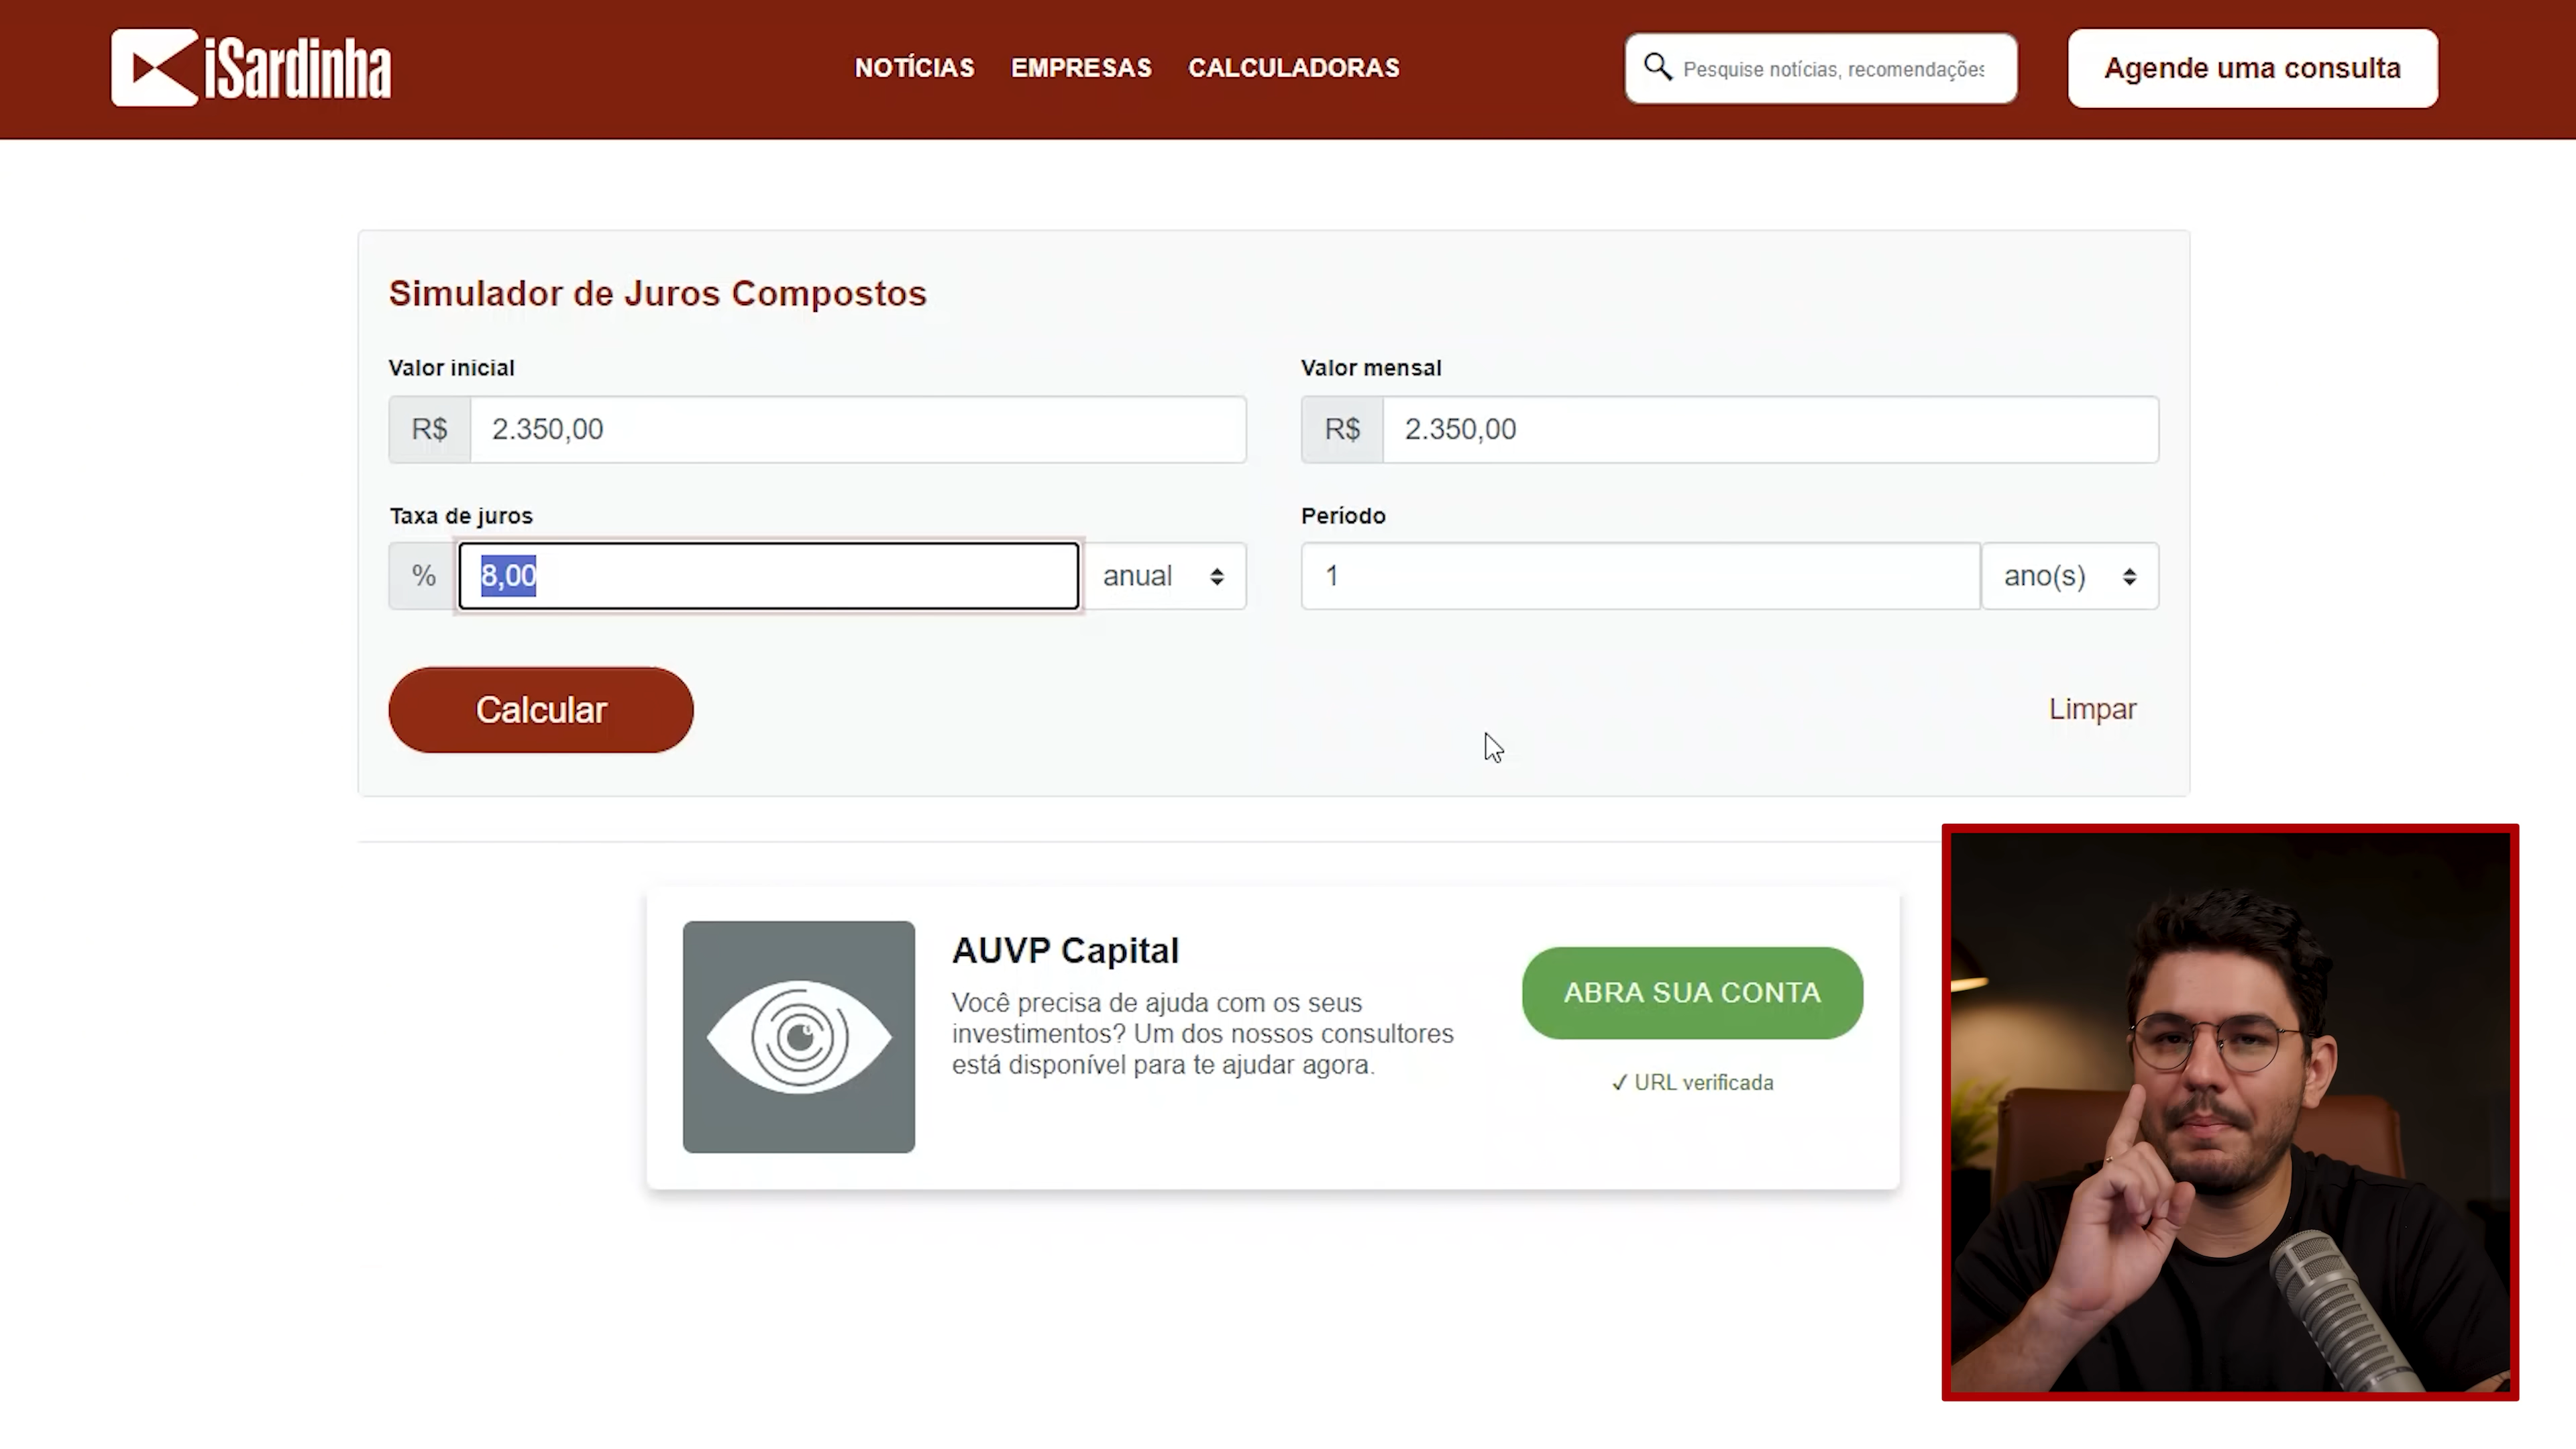 iSardinha
NOTÍCIAS
EMPRESAS
CALCULADORAS
Pesquise notícias, recomendações
Agende uma consulta
Simulador de Juros Compostos
Valor inicial
Valor mensal
R$ 2.350,00
R$ 2.350,00
Taxa de juros
Período
% 8,00 anual
1 ano(s)
Calcular
Limpar
AUVP Capital
Você precisa de ajuda com os seus
investimentos? Um dos nossos consultores
está disponível para te ajudar agora.
ABRA SUA CONTA
✓ URL verificada